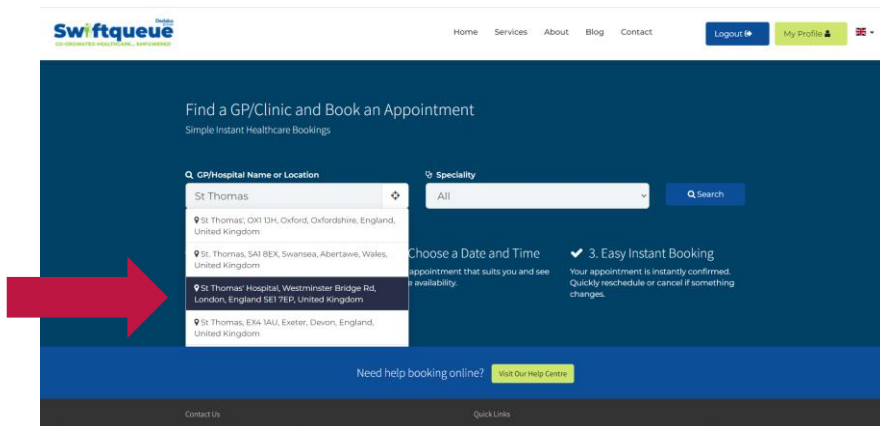 Dedalus
Swiftqueue
CO-ORDINATED HEALTHCARE... EMPOWERED
Home Services About Blog Contact Logout My Profile
Find a GP/Clinic and Book an Appointment
Simple Instant Healthcare Bookings
GP/Hospital Name or Location Speciality
St Thomas All Search
St Thomas', OX1 1JH, Oxford, Oxfordshire, England,
United Kingdom
St. Thomas, SA1 8EX, Swansea, Abertawe, Wales,
United Kingdom
St Thomas' Hospital, Westminster Bridge Rd,
London, England SE1 7EP, United Kingdom
St Thomas, EX4 1AU, Exeter, Devon, England,
United Kingdom
Choose a Date and Time
appointment that suits you and see
availability.
3. Easy Instant Booking
Your appointment is instantly confirmed.
Quickly reschedule or cancel if something
changes.
Need help booking online? Visit Our Help Centre
Contact Us Quick Links